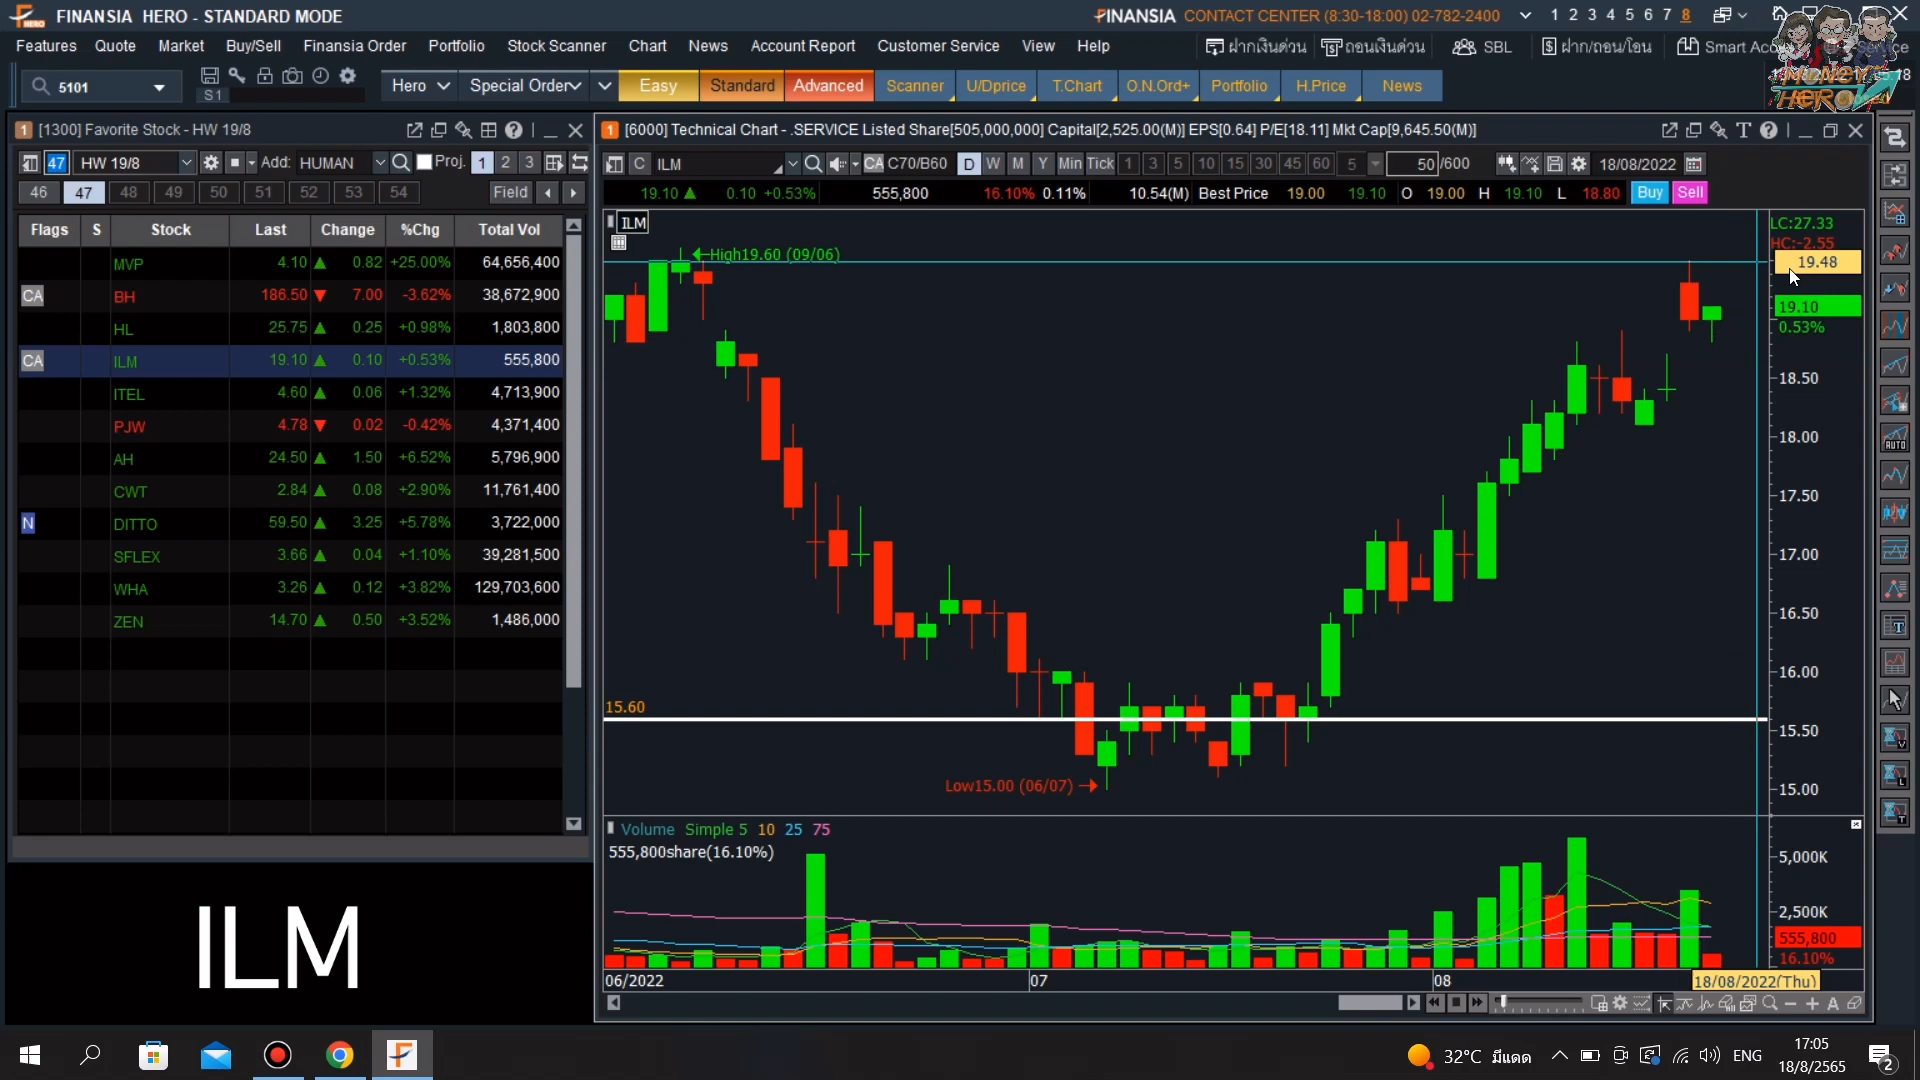 FINANSIA HERO - STANDARD MODE
FINANSIA CONTACT CENTER (8:30-18:00) 02-782-2400
1 2 3 4 5 6 7 8
Features Quote Market Buy/Sell Finansia Order Portfolio Stock Scanner Chart News Account Report Customer Service View Help
ฝากเงินด่วน ถอนเงินด่วน SBL ฝาก/ถอน/โอน Smart
5101
S1
Hero Special Order Easy Standard Advanced Scanner U/Dprice T.Chart O.N.Ord+ Portfolio H.Price News
MONEY HERO
[1300] Favorite Stock - HW 19/8
47 HW 19/8 Add: HUMAN Proj. 1 2 3
46 47 48 49 50 51 52 53 54 Field
Flags S Stock Last Change %Chg Total Vol
MVP 4.10 ▲ 0.82 +25.00% 64,656,400
CA BH 186.50 ▼ 7.00 -3.62% 38,672,900
HL 25.75 ▲ 0.25 +0.98% 1,803,800
CA ILM 19.10 ▲ 0.10 +0.53% 555,800
ITEL 4.60 ▲ 0.06 +1.32% 4,713,900
PJW 4.78 ▼ 0.02 -0.42% 4,371,400
AH 24.50 ▲ 1.50 +6.52% 5,796,900
CWT 2.84 ▲ 0.08 +2.90% 11,761,400
N DITTO 59.50 ▲ 3.25 +5.78% 3,722,000
SFLEX 3.66 ▲ 0.04 +1.10% 39,281,500
WHA 3.26 ▲ 0.12 +3.82% 129,703,600
ZEN 14.70 ▲ 0.50 +3.52% 1,486,000
ILM
[6000] Technical Chart - .SERVICE Listed Share[505,000,000] Capital[2,525.00(M)] EPS[0.64] P/E[18.11] Mkt Cap[9,645.50(M)]
C ILM CA C70/B60 D W M Y Min Tick 1 3 5 10 15 30 45 60 5 50 /600 18/08/2022
19.10 ▲ 0.10 +0.53% 555,800 16.10% 0.11% 10.54(M) Best Price 19.00 19.10 O 19.00 H 19.10 L 18.80 Buy Sell
ILM
LC:27.33
HC:-2.55
←High19.60 (09/06)
19.48
19.10
0.53%
18.50
18.00
17.50
17.00
16.50
16.00
15.60
15.50
Low15.00 (06/07) →
15.00
Volume Simple 5 10 25 75
555,800share(16.10%)
5,000K
2,500K
555,800
16.10%
06/2022 07 08 18/08/2022(Thu)
32°C มีแดด ENG
17:05
18/8/2565
2